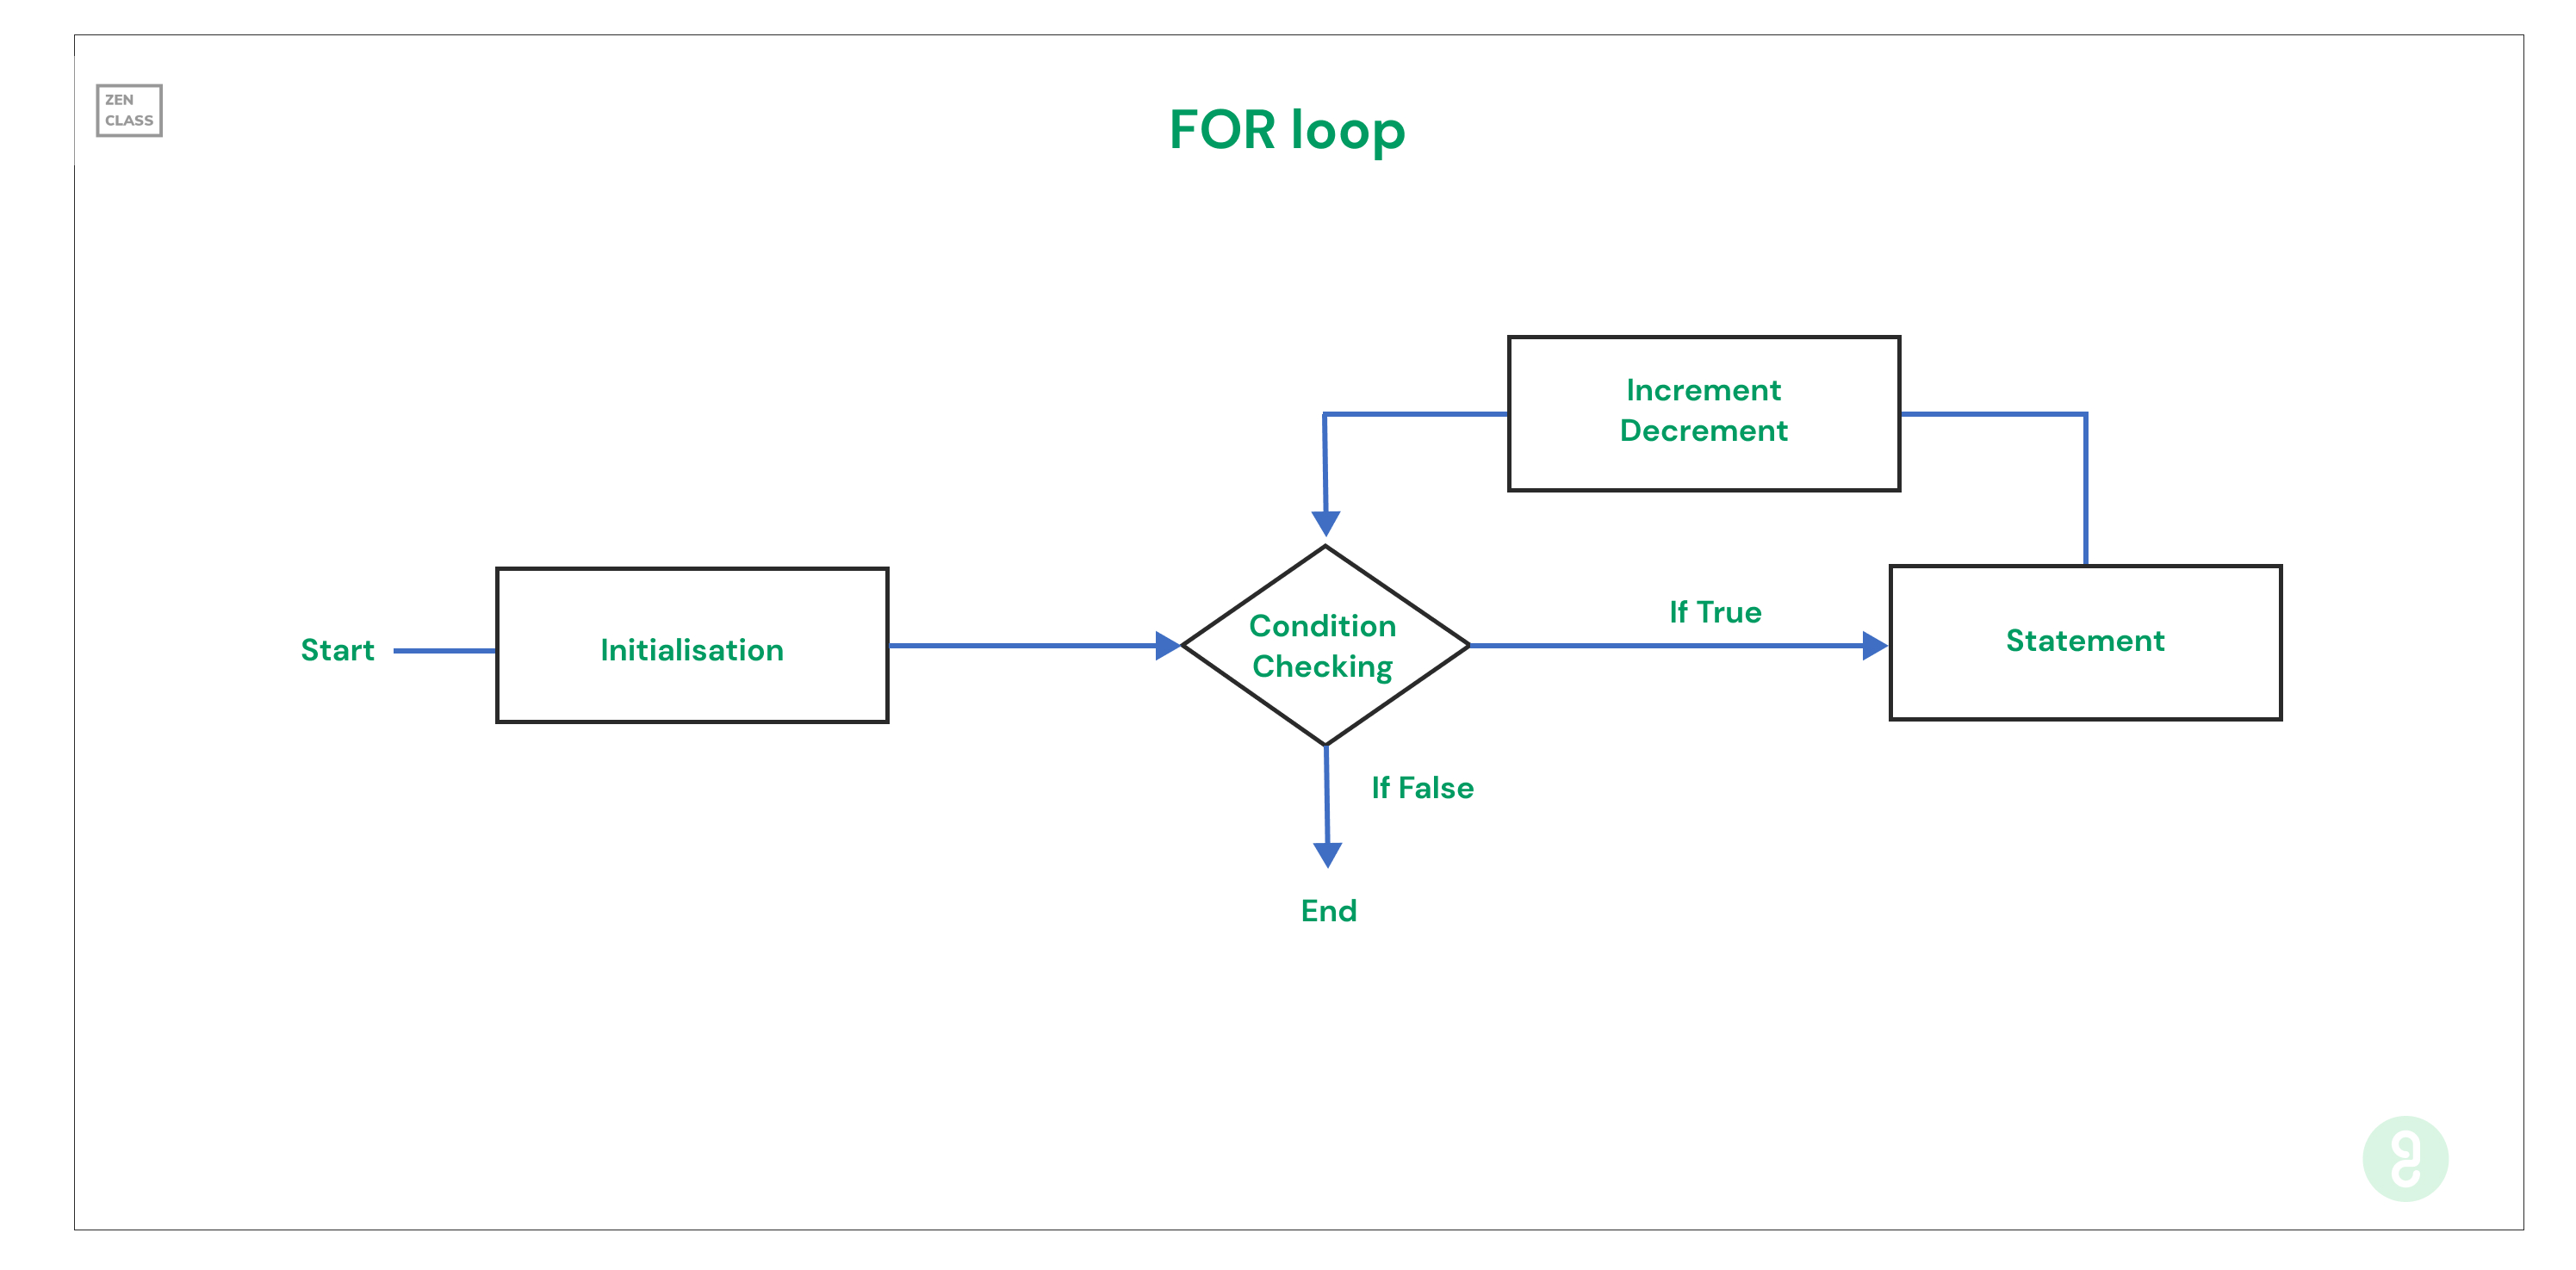 ZEN
CLASS
FOR loop
Increment
Decrement
Start
Initialisation
Condition
Checking
If True
Statement
If False
End